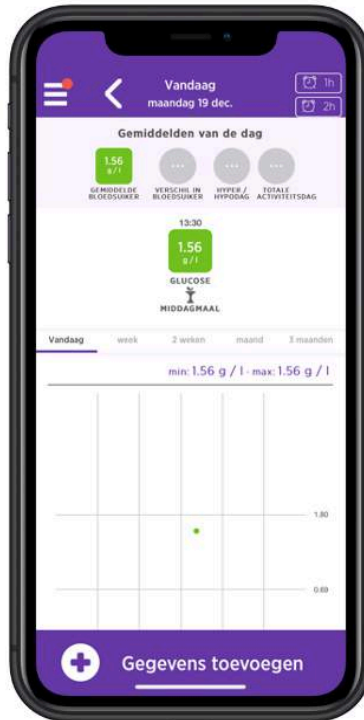 Vandaag
maandag 19 dec.
1h
2h
Gemiddelden van de dag
1.56
g/l
GEMIDDELDE
BLOEDSUIKER
VERSCHIL IN
BLOEDSUIKER
HYPER /
HYPODAG
TOTALE
ACTIVITEITSDAG
13:30
1.56
g/l
GLUCOSE
MIDDAGMAAL
Vandaag week 2 weken maand 3 maanden
min: 1.56 g / l - max: 1.56 g / l
1.80
0.69
Gegevens toevoegen